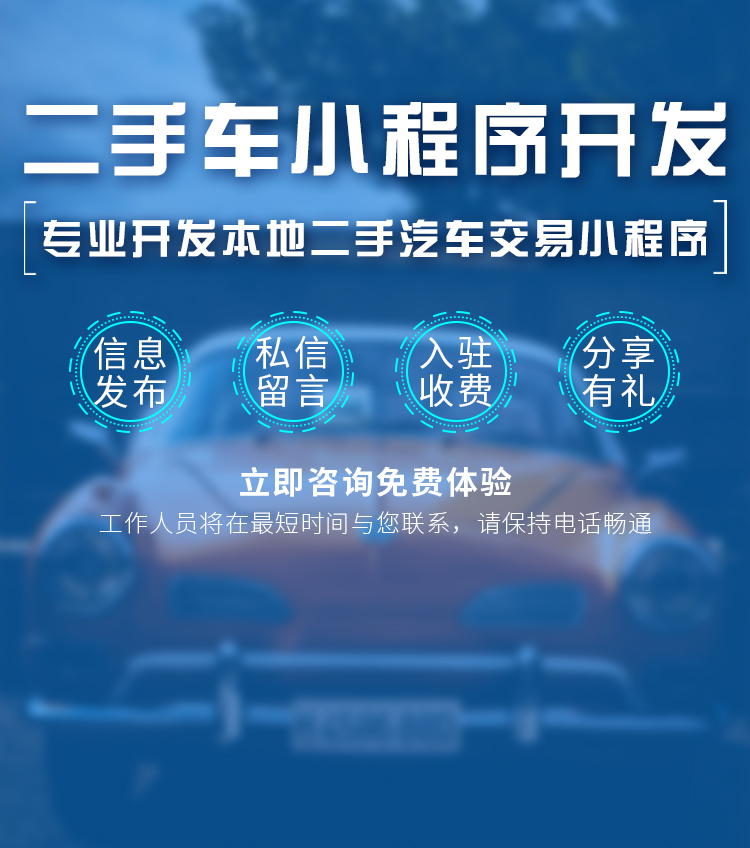 二手车小程序开发
专业开发本地二手汽车交易小程序
信息
发布
私信
留言
入驻
收费
分享
有礼
立即咨询免费体验
工作人员将在最短时间与您联系，请保持电话畅通